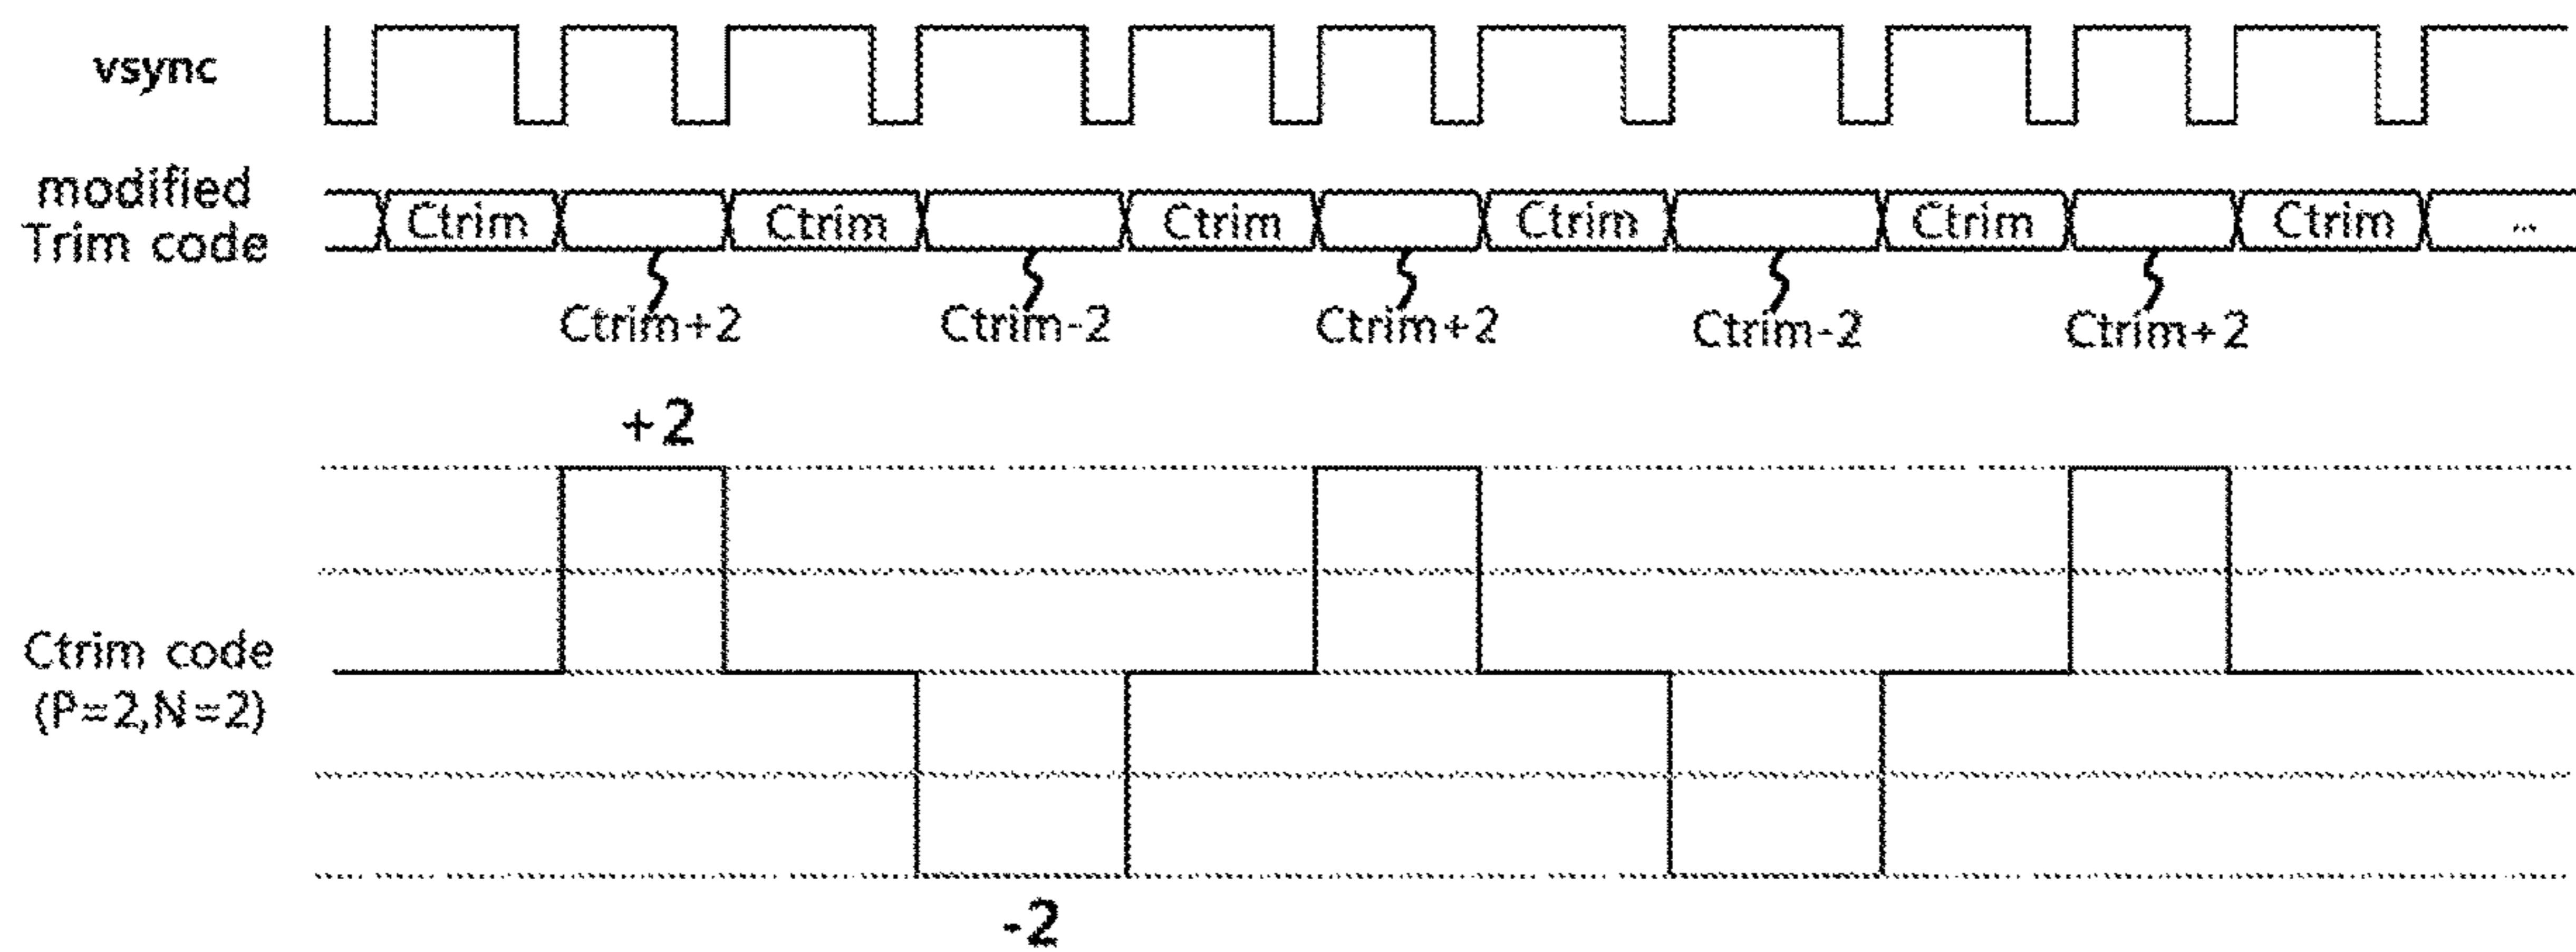 vsync
modified
Trim code
Ctrim Ctrim Ctrim Ctrim Ctrim Ctrim ...
Ctrim+2 Ctrim-2 Ctrim+2 Ctrim-2 Ctrim+2
+2
Ctrim code
(P=2,N=2)
-2